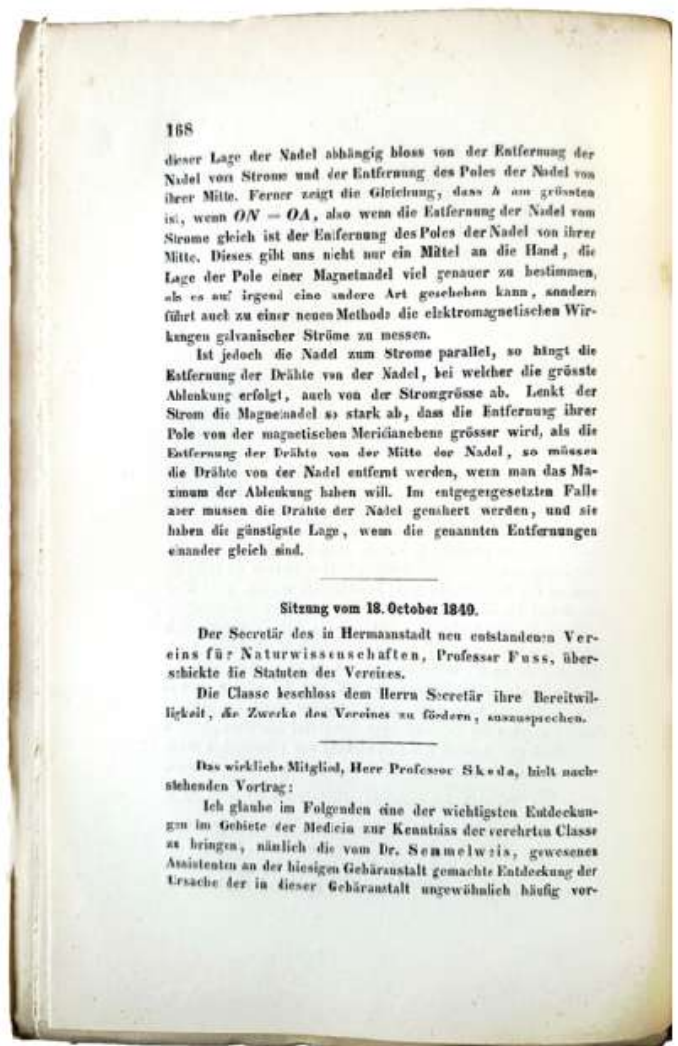 168
dieser Lage der Nadel abhängig bloss von der Entfernung der
Nadel vom Strome und der Entfernung des Poles der Nadel von
ihrer Mitte. Ferner zeigt die Gleichung, dass h am grössten
ist, wenn ON = OA, also wenn die Entfernung der Nadel vom
Strome gleich ist der Entfernung des Poles der Nadel von ihrer
Mitte. Dieses gibt uns nicht nur ein Mittel an die Hand, die
Lage der Pole einer Magnetnadel viel genauer zu bestimmen,
als es auf irgend eine andere Art geschehen kann, sondern
führt auch zu einer neuen Methode die elektromagnetischen Wir-
kungen galvanischer Ströme zu messen.
Ist jedoch die Nadel zum Strome parallel, so hängt die
Entfernung der Drähte von der Nadel, bei welcher die grösste
Ablenkung erfolgt, auch von der Stromgrösse ab. Lenkt der
Strom die Magnetnadel so stark ab, dass die Entfernung ihrer
Pole von der magnetischen Meridianebene grösser wird, als die
Entfernung der Drähte von der Mitte der Nadel, so müssen
die Drähte von der Nadel entfernt werden, wenn man das Ma-
ximum der Ablenkung haben will. Im entgegengesetzten Falle
aber müssen die Drähte der Nadel genähert werden, und sie
haben die günstigste Lage, wenn die genannten Entfernungen
einander gleich sind.
Sitzung vom 18. October 1849.
Der Secretär des in Hermannstadt neu entstandenen Ver-
eins für Naturwissenschaften, Professor Fuss, über-
schickte die Statuten des Vereines.
Die Classe beschloss dem Herrn Secretär ihre Bereitwil-
ligkeit, die Zwecke des Vereines zu fördern, auszusprechen.
Das wirkliche Mitglied, Herr Professor Skoda, hielt nach-
stehenden Vortrag:
Ich glaube im Folgenden eine der wichtigsten Entdeckun-
gen im Gebiete der Medicin zur Kenntniss der verehrten Classe
zu bringen, nämlich die vom Dr. Semmelweis, gewesenes
Assistenten an der hiesigen Gebäranstalt gemachte Entdeckung der
Ursache der in dieser Gebäranstalt ungewöhnlich häufig vor-